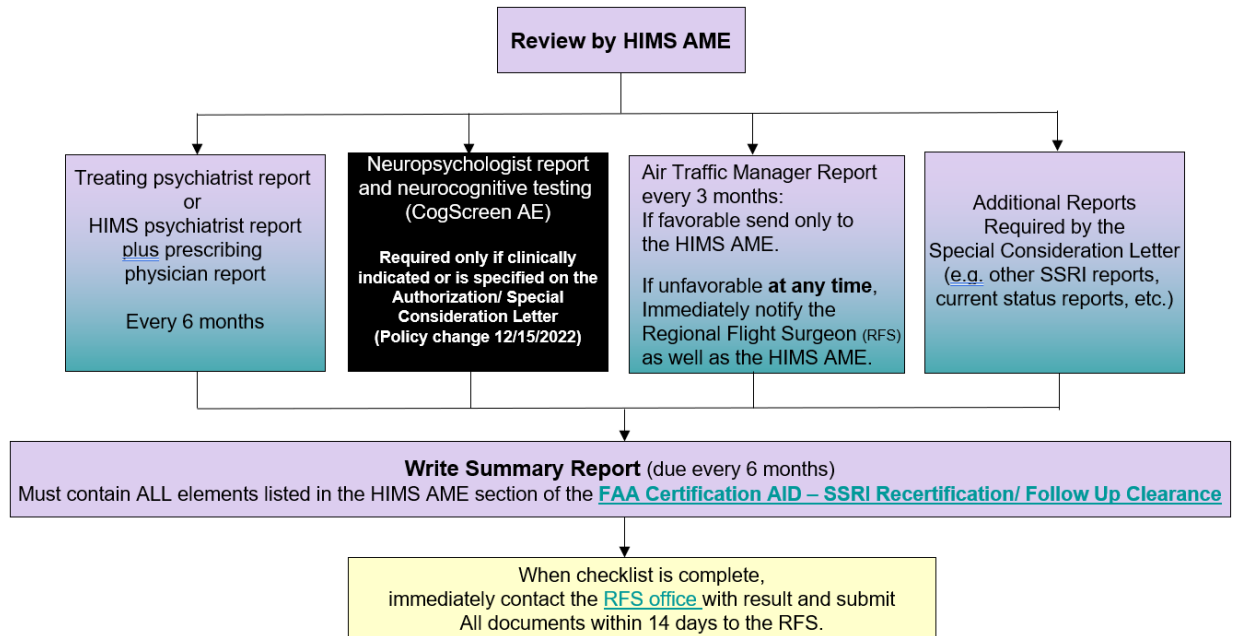 Review by HIMS AME
Treating psychiatrist report
or
HIMS psychiatrist report
plus prescribing
physician report
Every 6 months
Neuropsychologist report
and neurocognitive testing
(CogScreen AE)
Required only if clinically
indicated or is specified on the
Authorization/ Special
Consideration Letter
(Policy change 12/15/2022)
Air Traffic Manager Report
every 3 months:
If favorable send only to
the HIMS AME.
If unfavorable at any time,
Immediately notify the
Regional Flight Surgeon (RFS)
as well as the HIMS AME.
Additional Reports
Required by the
Special Consideration Letter
(e.g. other SSRI reports,
current status reports, etc.)
Write Summary Report (due every 6 months)
Must contain ALL elements listed in the HIMS AME section of the FAA Certification AID – SSRI Recertification/ Follow Up Clearance
When checklist is complete,
immediately contact the RFS office with result and submit
All documents within 14 days to the RFS.